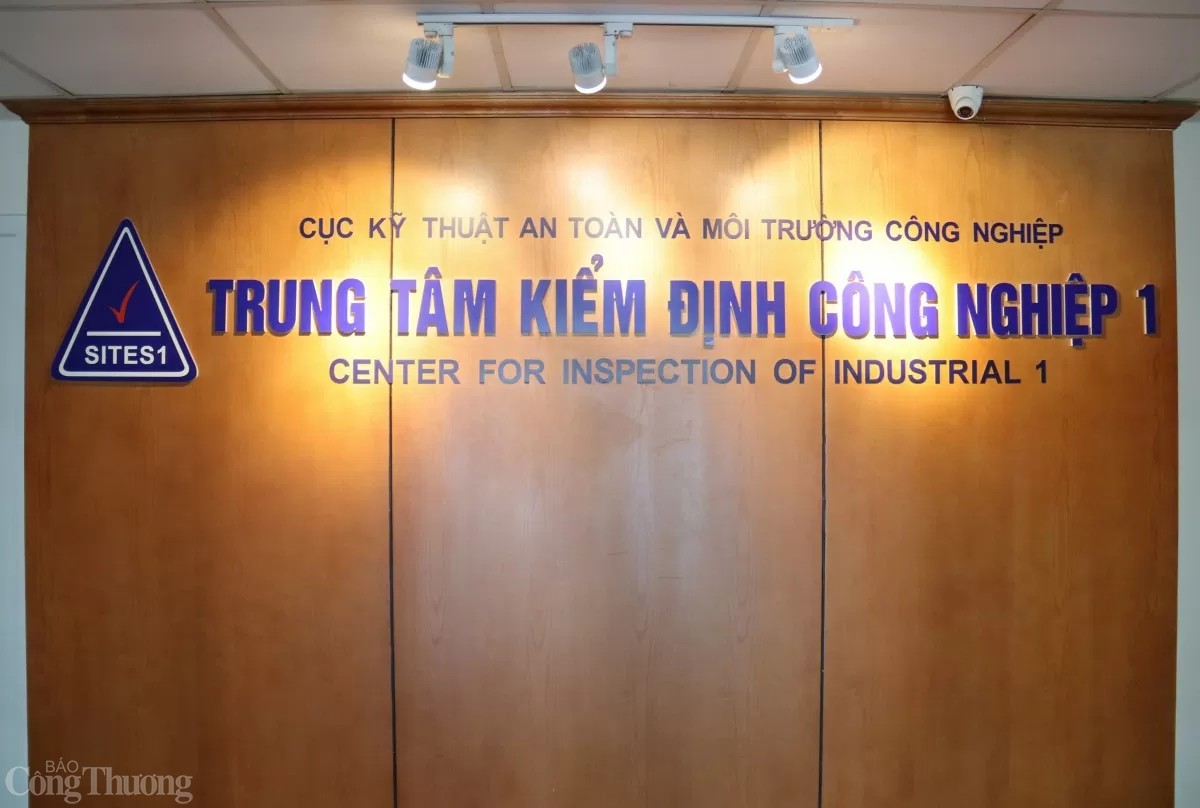 CỤC KỸ THUẬT AN TOÀN VÀ MÔI TRƯỜNG CÔNG NGHIỆP
TRUNG TÂM KIỂM ĐỊNH CÔNG NGHIỆP 1
SITES1
CENTER FOR INSPECTION OF INDUSTRIAL 1
BÁO
Công Thương